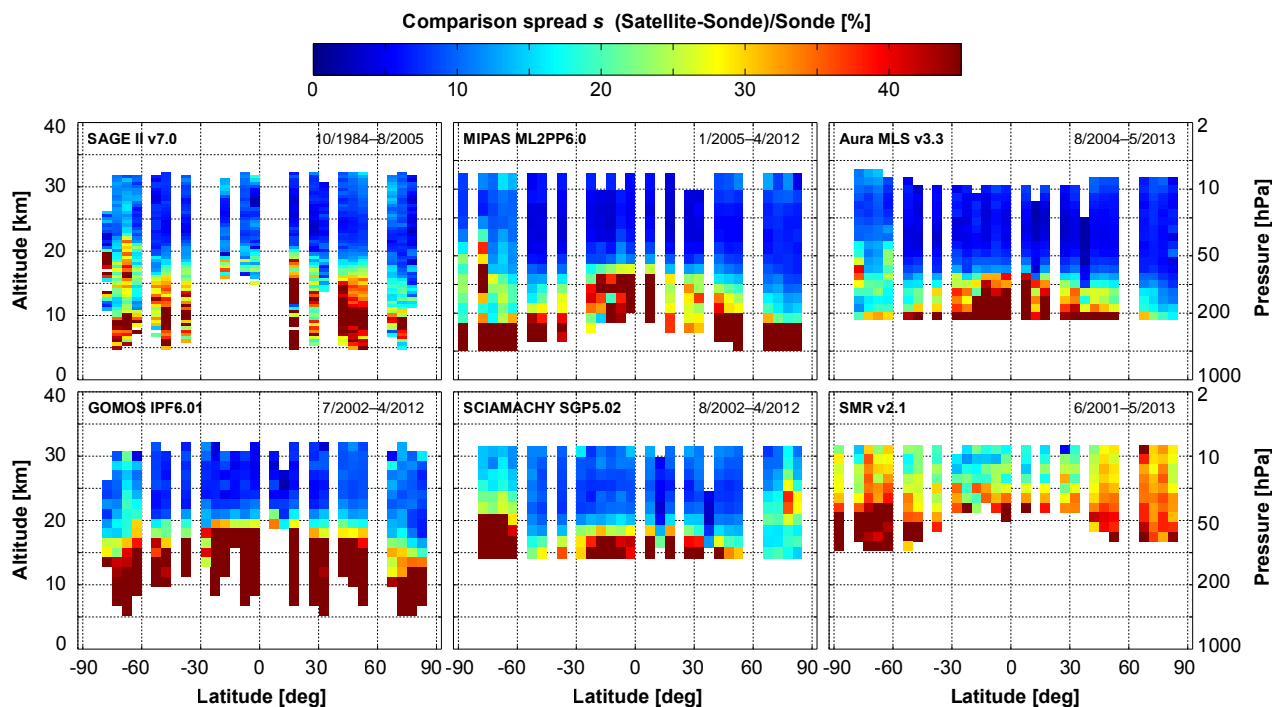 Comparison spread s (Satellite-Sonde)/Sonde [%]
0 10 20 30 40
40 SAGE II v7.0 10/1984–8/2005 MIPAS ML2PP6.0 1/2005–4/2012 Aura MLS v3.3 8/2004–5/2013 2
30 10
20 50
10 200
0 1000
Altitude [km] Pressure [hPa]
40 GOMOS IPF6.01 7/2002–4/2012 SCIAMACHY SGP5.02 8/2002–4/2012 SMR v2.1 6/2001–5/2013 2
30 10
20 50
10 200
0 1000
Altitude [km] Pressure [hPa]
-90 -60 -30 0 30 60 90 -90 -60 -30 0 30 60 90 -90 -60 -30 0 30 60 90
Latitude [deg] Latitude [deg] Latitude [deg]